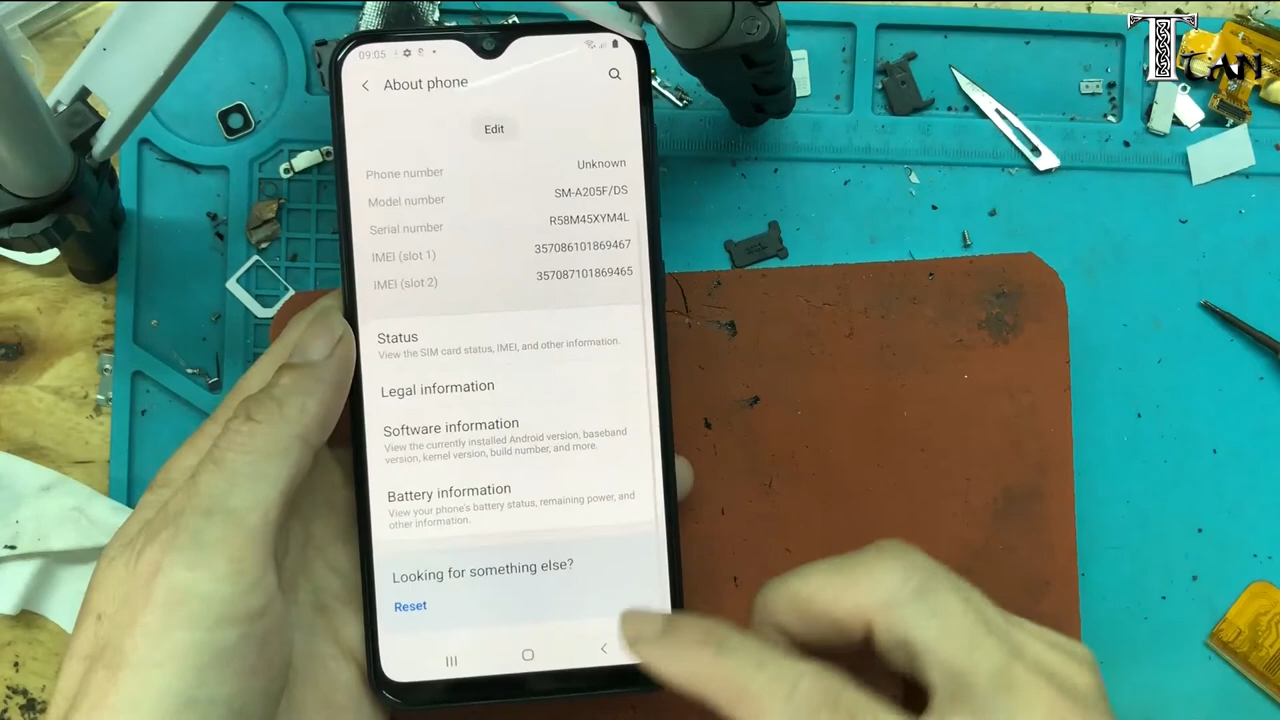 09:05
About phone
Edit
Phone number Unknown
Model number SM-A205F/DS
Serial number R58M45XYM4L
IMEI (slot 1) 357086101869467
IMEI (slot 2) 357087101869465
Status
View the SIM card status, IMEI, and other information.
Legal information
Software information
View the currently installed Android version, baseband
version, kernel version, build number, and more.
Battery information
View your phone's battery status, remaining power, and
other information.
Looking for something else?
Reset
TCAN